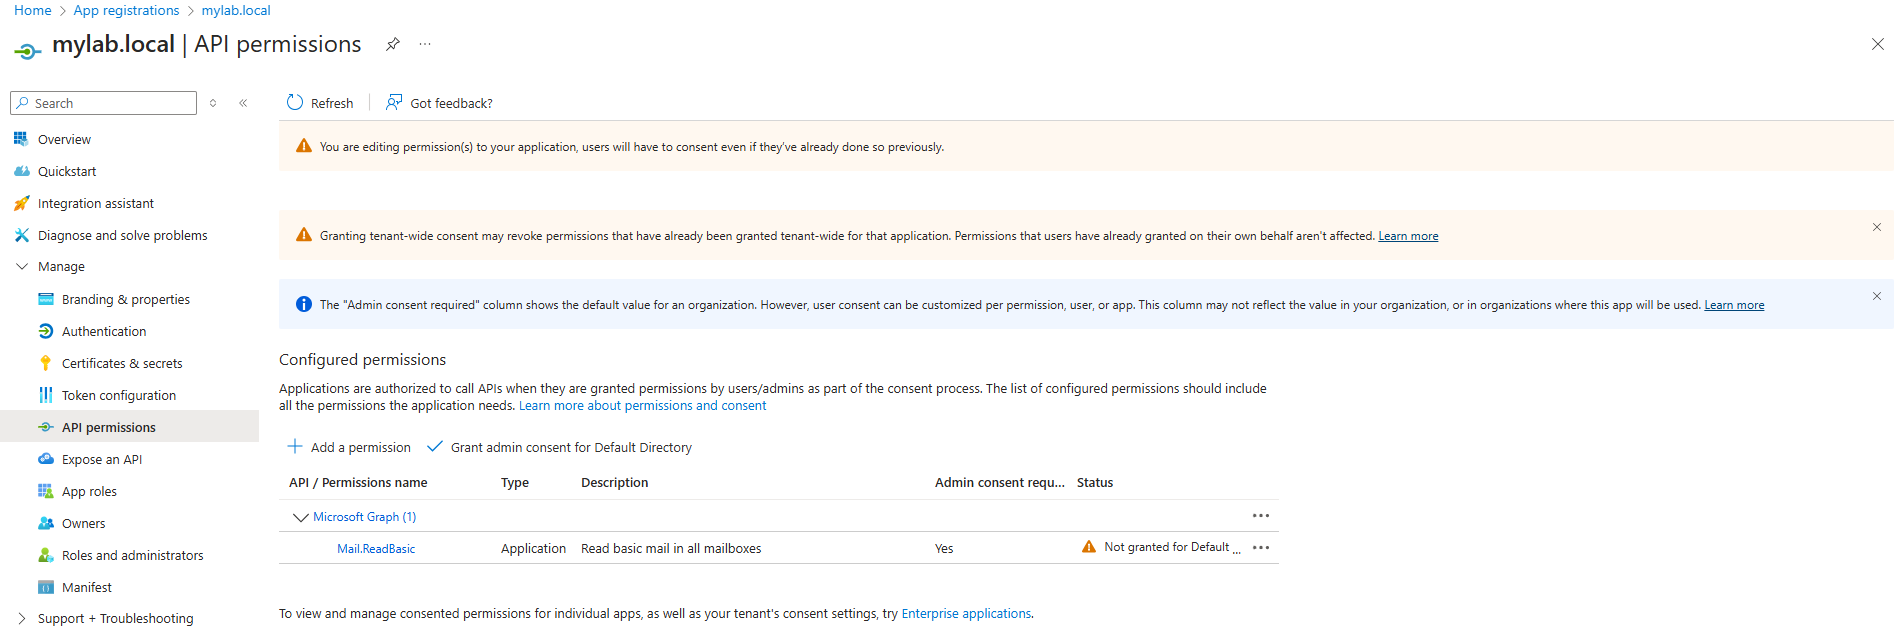 Home > App registrations > mylab.local
mylab.local | API permissions
Search
Overview
Quickstart
Integration assistant
Diagnose and solve problems
Manage
Branding & properties
Authentication
Certificates & secrets
Token configuration
API permissions
Expose an API
App roles
Owners
Roles and administrators
Manifest
Support + Troubleshooting
Refresh
Got feedback?
You are editing permission(s) to your application, users will have to consent even if they've already done so previously.
Granting tenant-wide consent may revoke permissions that have already been granted tenant-wide for that application. Permissions that users have already granted on their own behalf aren't affected. Learn more
The "Admin consent required" column shows the default value for an organization. However, user consent can be customized per permission, user, or app. This column may not reflect the value in your organization, or in organizations where this app will be used. Learn more
Configured permissions
Applications are authorized to call APIs when they are granted permissions by users/admins as part of the consent process. The list of configured permissions should include
all the permissions the application needs. Learn more about permissions and consent
Add a permission Grant admin consent for Default Directory
API / Permissions name Type Description Admin consent requ... Status
Microsoft Graph (1)
Mail.ReadBasic Application Read basic mail in all mailboxes Yes Not granted for Default ...
To view and manage consented permissions for individual apps, as well as your tenant's consent settings, try Enterprise applications.